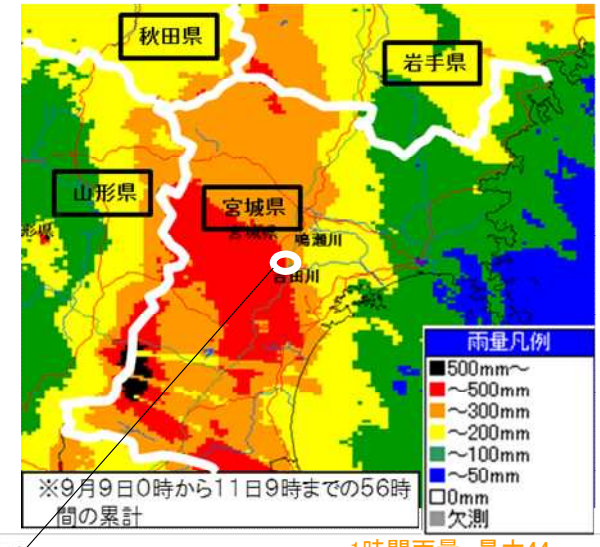 秋田県
岩手県
山形県
宮城県
鳴瀬川
吉田川
雨量凡例
500mm～
～500mm
～300mm
～200mm
～100mm
～50mm
0mm
欠測
※9月9日0時から11日9時までの56時
間の累計